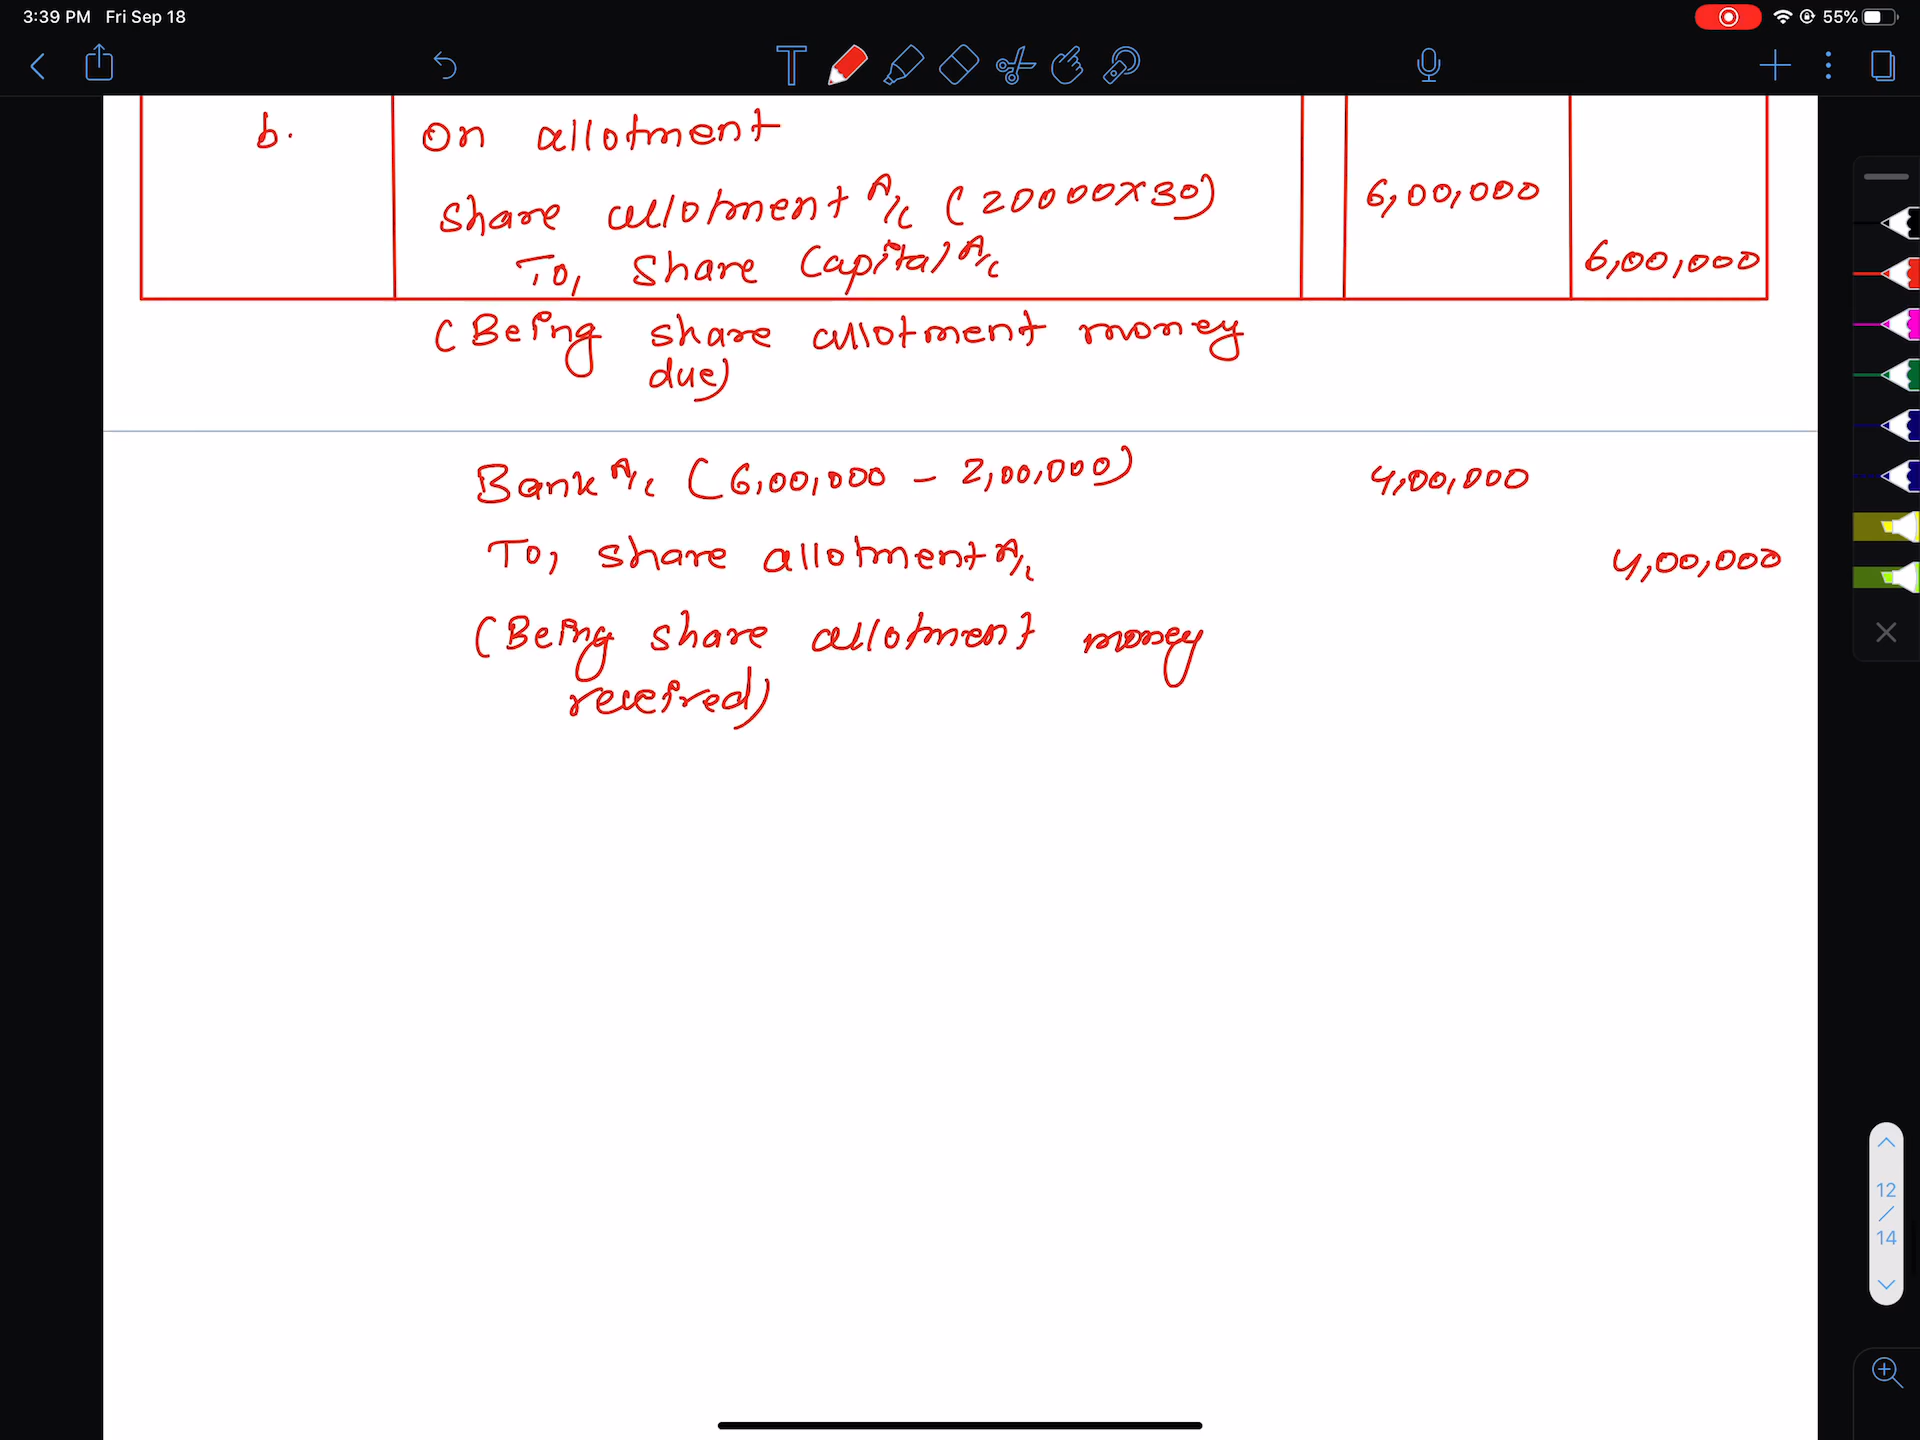 3:39 PM Fri Sep 18
55%
b. On allotment
Share allotment A/c (20000x30) 6,00,000
To, Share Capital A/c 6,00,000
(Being share allotment money
due)
Bank A/c (6,00,000 - 2,00,000) 4,00,000
To, share allotment A/c 4,00,000
(Being share allotment money
received)
12
/
14